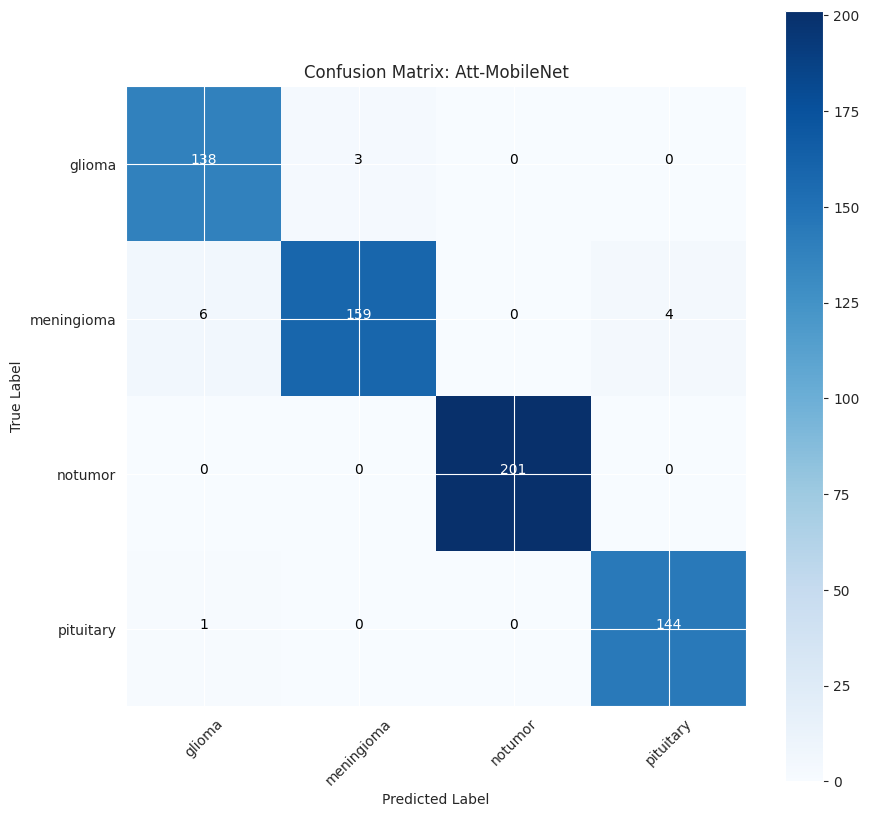 Confusion Matrix: Att-MobileNet
True Label
glioma 138 3 0 0
meningioma 6 159 0 4
notumor 0 0 201 0
pituitary 1 0 0 144
glioma meningioma notumor pituitary
Predicted Label
200
175
150
125
100
75
50
25
0